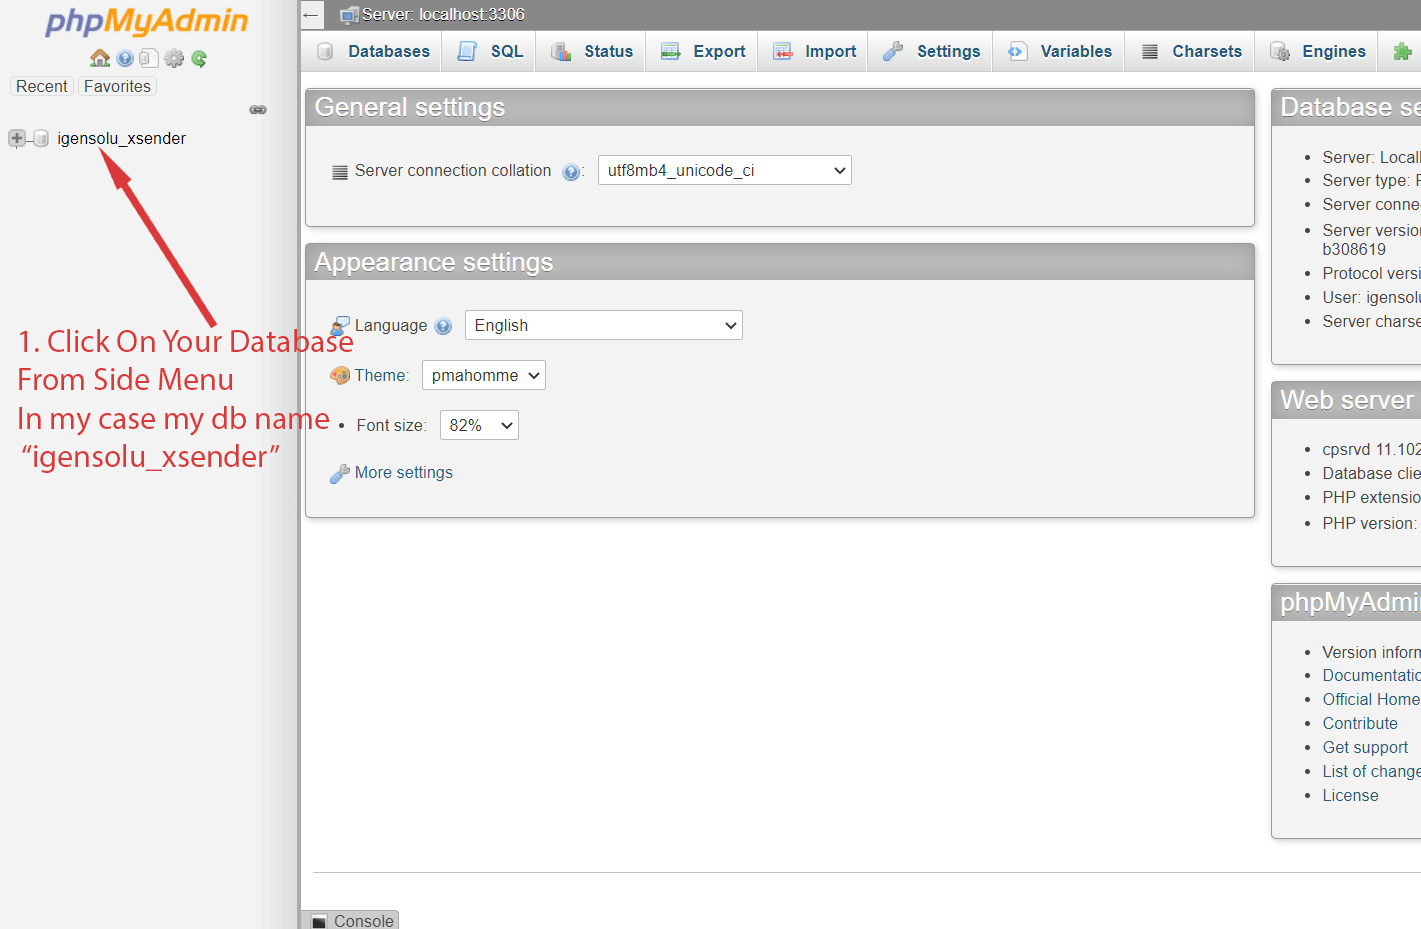 phpMyAdmin
Recent
Favorites
igensolu_xsender
1. Click On Your Database
From Side Menu
In my case my db name
“igensolu_xsender”
Server: localhost:3306
Databases
SQL
Status
Export
Import
Settings
Variables
Charsets
Engines
General settings
Server connection collation
:
utf8mb4_unicode_ci
Appearance settings
Language
English
Theme:
pmahomme
Font size:
82%
More settings
Database se
Server: Local
Server type:
Server conne
Server version
b308619
Protocol versi
User: igensolu
Server charse
Web server
cpsrvd 11.102
Database clie
PHP extensio
PHP version:
phpMyAdmin
Version inform
Documentatio
Official Home
Contribute
Get support
List of change
License
Console